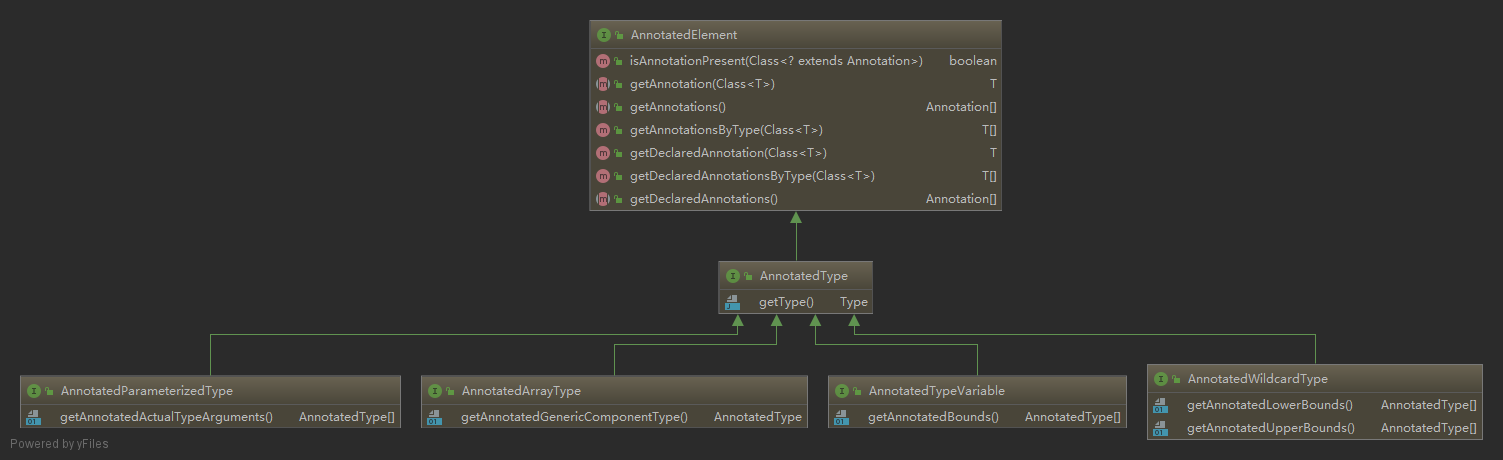 AnnotatedElement
isAnnotationPresent(Class<? extends Annotation>) boolean
getAnnotation(Class<T>) T
getAnnotations() Annotation[]
getAnnotationsByType(Class<T>) T[]
getDeclaredAnnotation(Class<T>) T
getDeclaredAnnotationsByType(Class<T>) T[]
getDeclaredAnnotations() Annotation[]
AnnotatedType
getType() Type
AnnotatedParameterizedType
getAnnotatedActualTypeArguments() AnnotatedType[]
AnnotatedArrayType
getAnnotatedGenericComponentType() AnnotatedType
AnnotatedTypeVariable
getAnnotatedBounds() AnnotatedType[]
AnnotatedWildcardType
getAnnotatedLowerBounds() AnnotatedType[]
getAnnotatedUpperBounds() AnnotatedType[]
Powered by yFiles